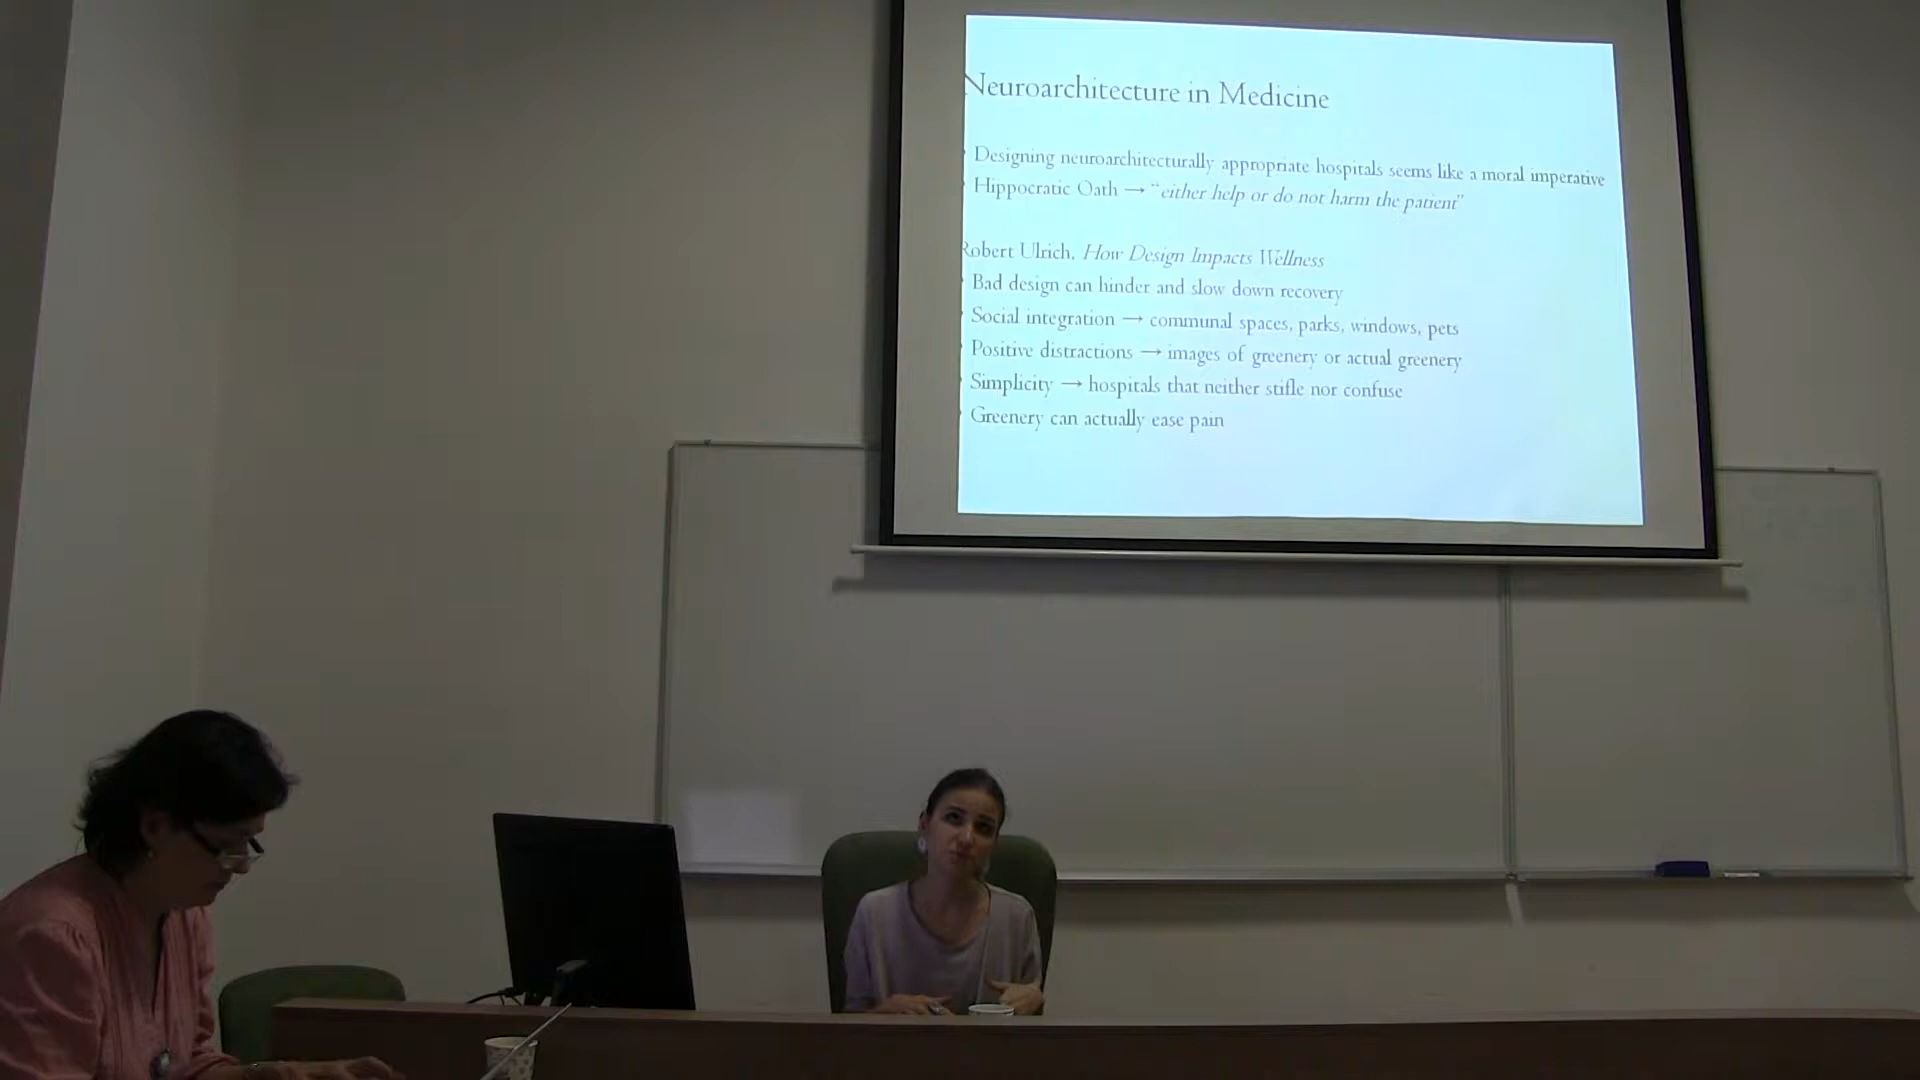 Neuroarchitecture in Medicine
Designing neuroarchitecturally appropriate hospitals seems like a moral imperative
Hippocratic Oath → "either help or do not harm the patient"
Robert Ulrich, How Design Impacts Wellness
Bad design can hinder and slow down recovery
Social integration → communal spaces, parks, windows, pets
Positive distractions → images of greenery or actual greenery
Simplicity → hospitals that neither stifle nor confuse
Greenery can actually ease pain